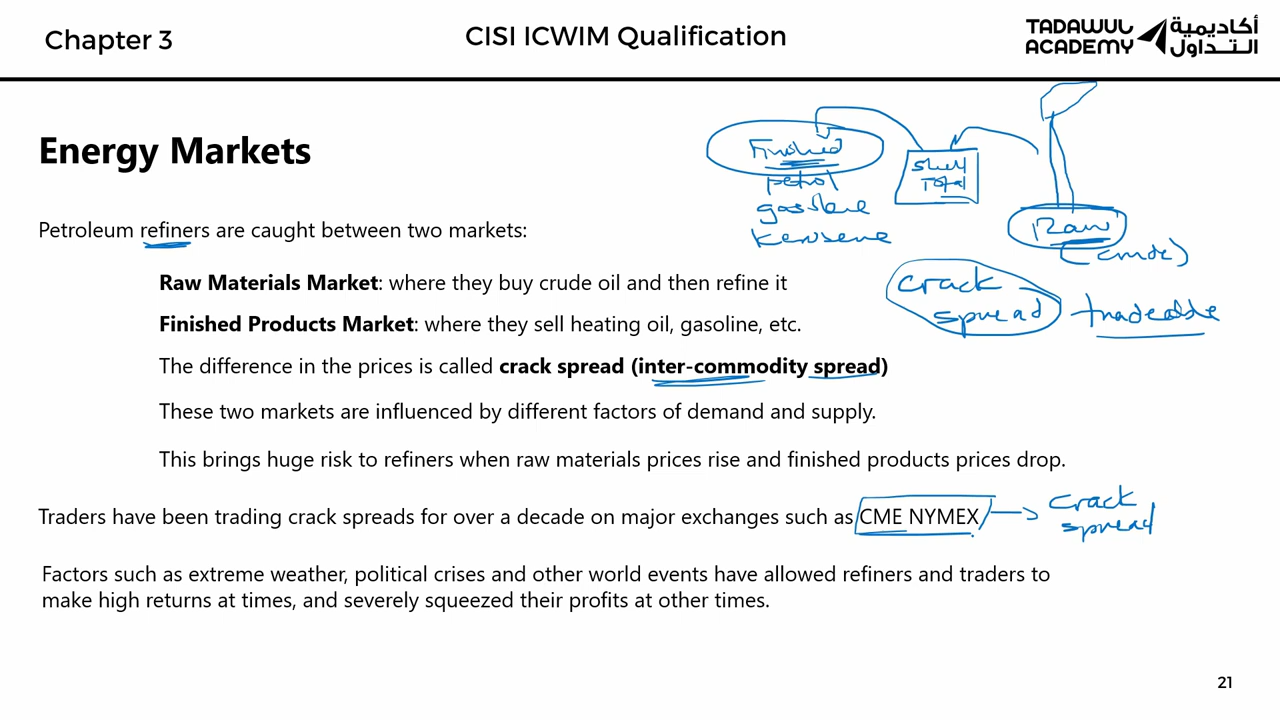 Chapter 3
CISI ICWIM Qualification
TADAWUL أكاديمية
ACADEMY التداول
Energy Markets
Finished
petrol
gasolene
kerosene
Shell
Total
Raw
(crude)
Petroleum refiners are caught between two markets:
Raw Materials Market: where they buy crude oil and then refine it
crack
spread tradeable
Finished Products Market: where they sell heating oil, gasoline, etc.
The difference in the prices is called crack spread (inter-commodity spread)
These two markets are influenced by different factors of demand and supply.
This brings huge risk to refiners when raw materials prices rise and finished products prices drop.
Traders have been trading crack spreads for over a decade on major exchanges such as CME NYMEX
crack
spread
Factors such as extreme weather, political crises and other world events have allowed refiners and traders to
make high returns at times, and severely squeezed their profits at other times.
21